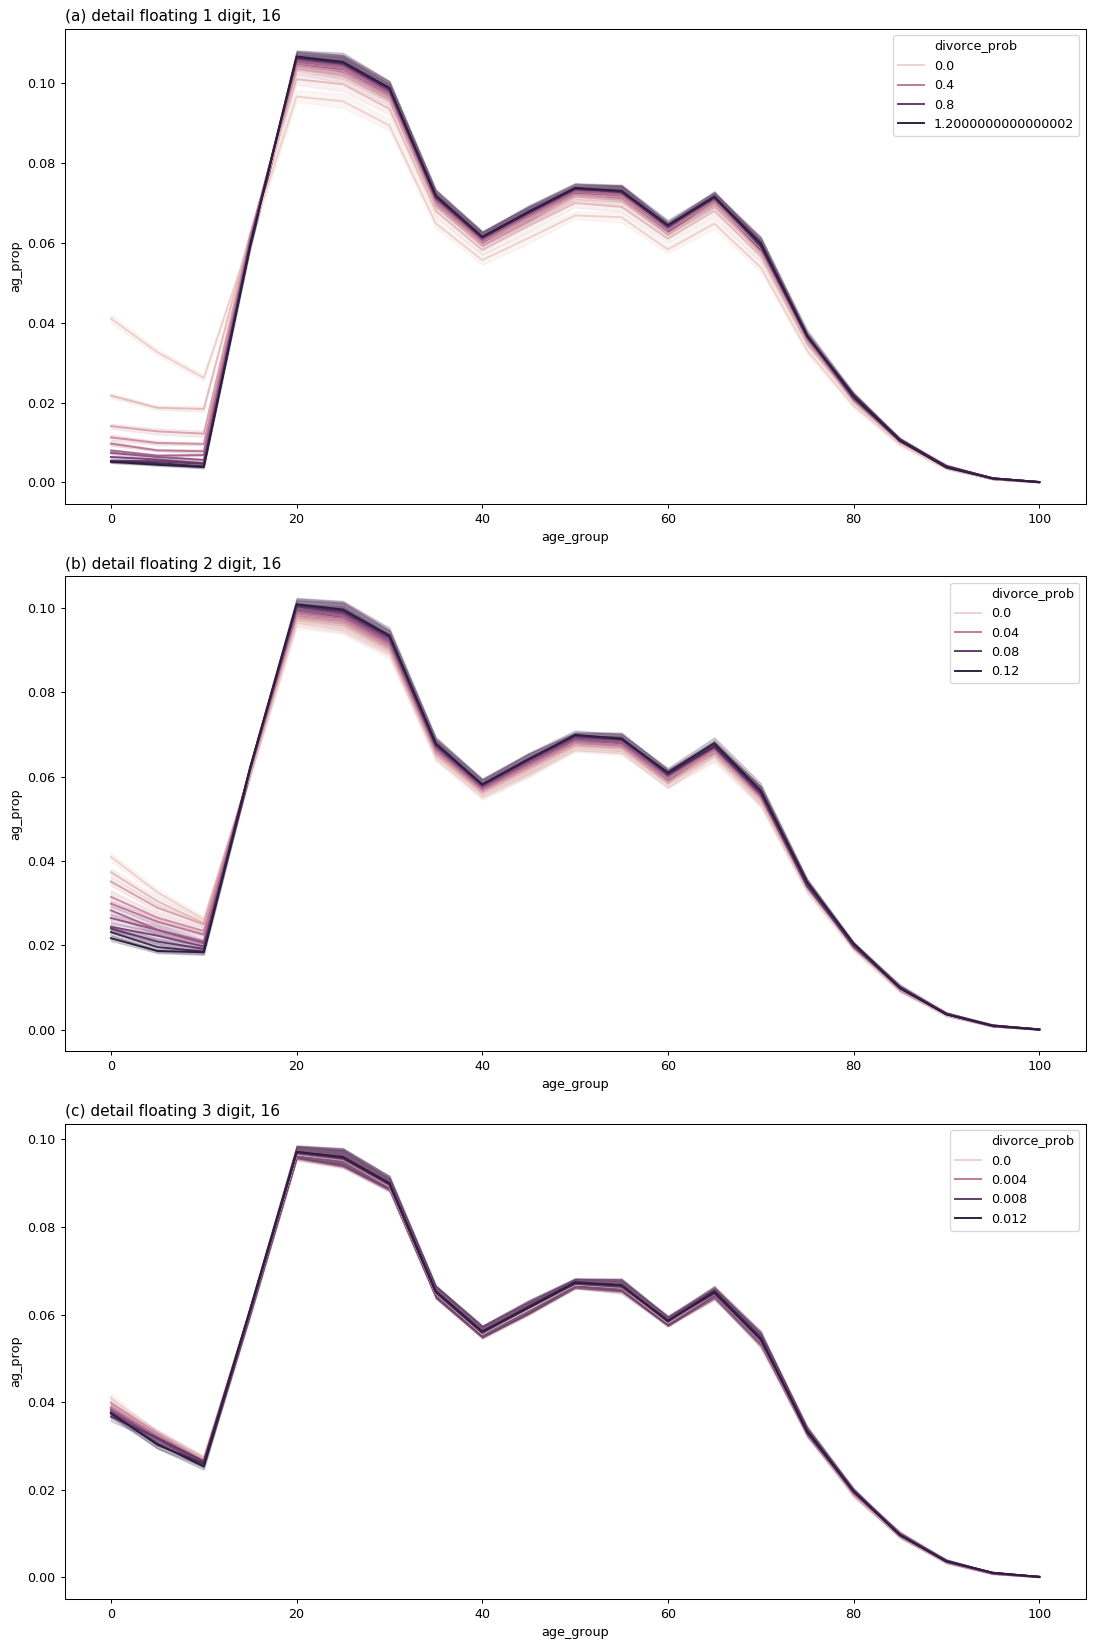 (a) detail floating 1 digit, 16
divorce_prob
0.0
0.4
0.8
1.2000000000000002
0.10
0.08
0.06
0.04
0.02
0.00
ag_prop
0 20 40 60 80 100
age_group
(b) detail floating 2 digit, 16
divorce_prob
0.0
0.04
0.08
0.12
0.10
0.08
0.06
0.04
0.02
0.00
ag_prop
0 20 40 60 80 100
age_group
(c) detail floating 3 digit, 16
divorce_prob
0.0
0.004
0.008
0.012
0.10
0.08
0.06
0.04
0.02
0.00
ag_prop
0 20 40 60 80 100
age_group